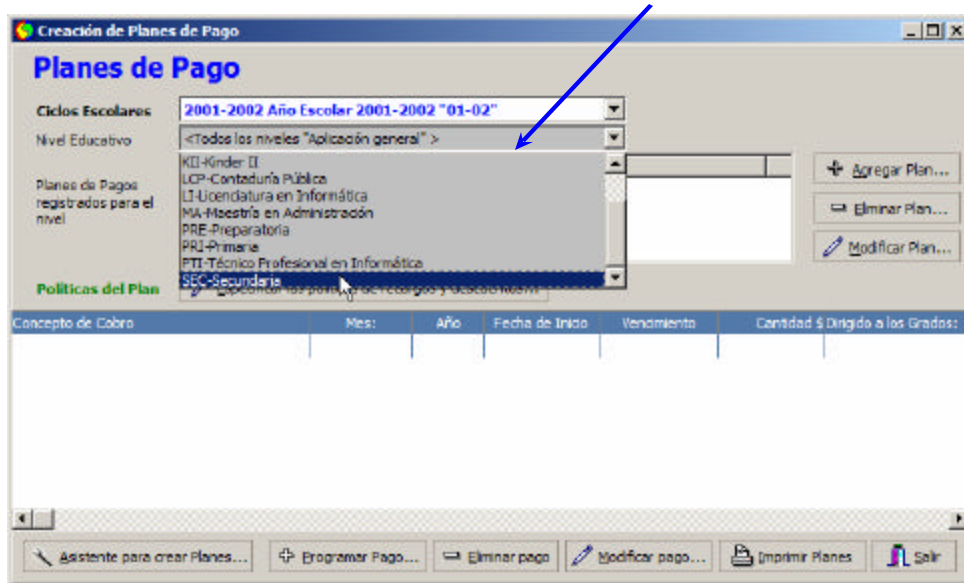 Creación de Planes de Pago
Planes de Pago
Ciclos Escolares
2001-2002 Año Escolar 2001-2002 "01-02"
Nivel Educativo
<Todos los niveles "Aplicación general" >
KII-Kinder II
LCP-Contaduría Pública
LI-Licenciatura en Informática
MA-Maestría en Administración
PRE-Preparatoria
PRI-Primaria
PTI-Técnico Profesional en Informática
SEC-Secundaria
Planes de Pagos
registrados para el
nivel
Agregar Plan...
Eliminar Plan...
Modificar Plan...
Políticas del Plan
Concepto de Cobro Mes: Año Fecha de Inicio Vencimiento Cantidad $ Dirigido a los Grados:
Asistente para crear Planes... Programar Pago... Eliminar pago Modificar pago... Imprimir Planes Salir